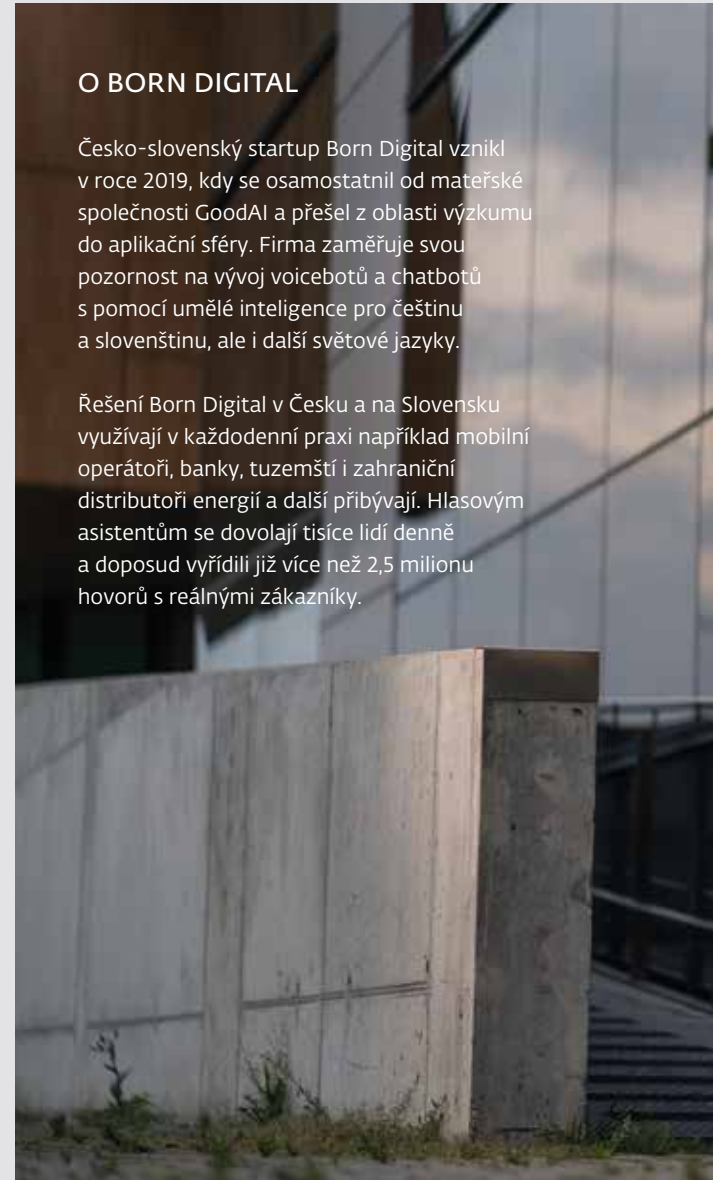 O BORN DIGITAL
Česko-slovenský startup Born Digital vznikl
v roce 2019, kdy se osamostatnil od mateřské
společnosti GoodAI a přešel z oblasti výzkumu
do aplikační sféry. Firma zaměřuje svou
pozornost na vývoj voicebotů a chatbotů
s pomocí umělé inteligence pro češtinu
a slovenštinu, ale i další světové jazyky.
Řešení Born Digital v Česku a na Slovensku
využívají v každodenní praxi například mobilní
operátoři, banky, tuzemští i zahraniční
distributoři energií a další přibývají. Hlasovým
asistentům se dovolají tisíce lidí denně
a doposud vyřídili již více než 2,5 milionu
hovorů s reálnými zákazníky.